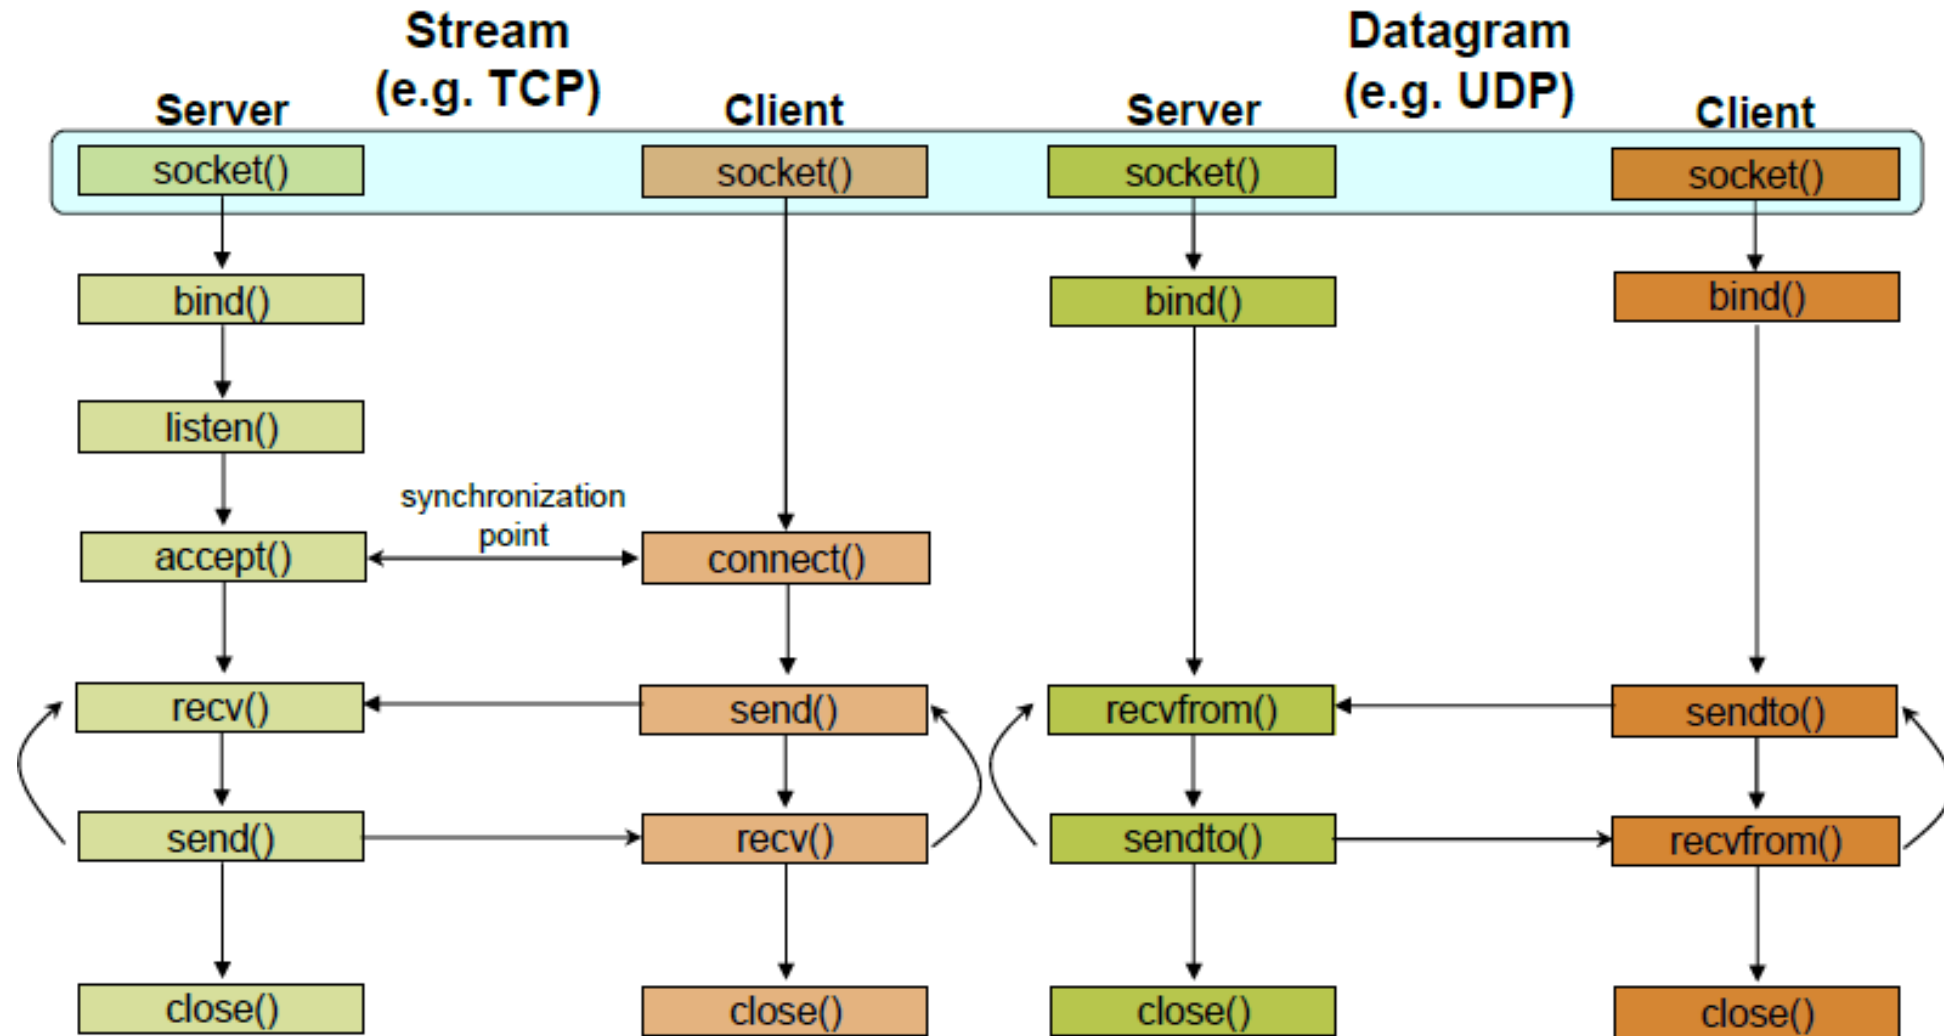 Stream
(e.g. TCP)
Datagram
(e.g. UDP)
Server
Client
Server
Client
socket()
socket()
socket()
socket()
bind()
bind()
bind()
listen()
synchronization
point
accept()
connect()
recv()
send()
recvfrom()
sendto()
send()
recv()
sendto()
recvfrom()
close()
close()
close()
close()